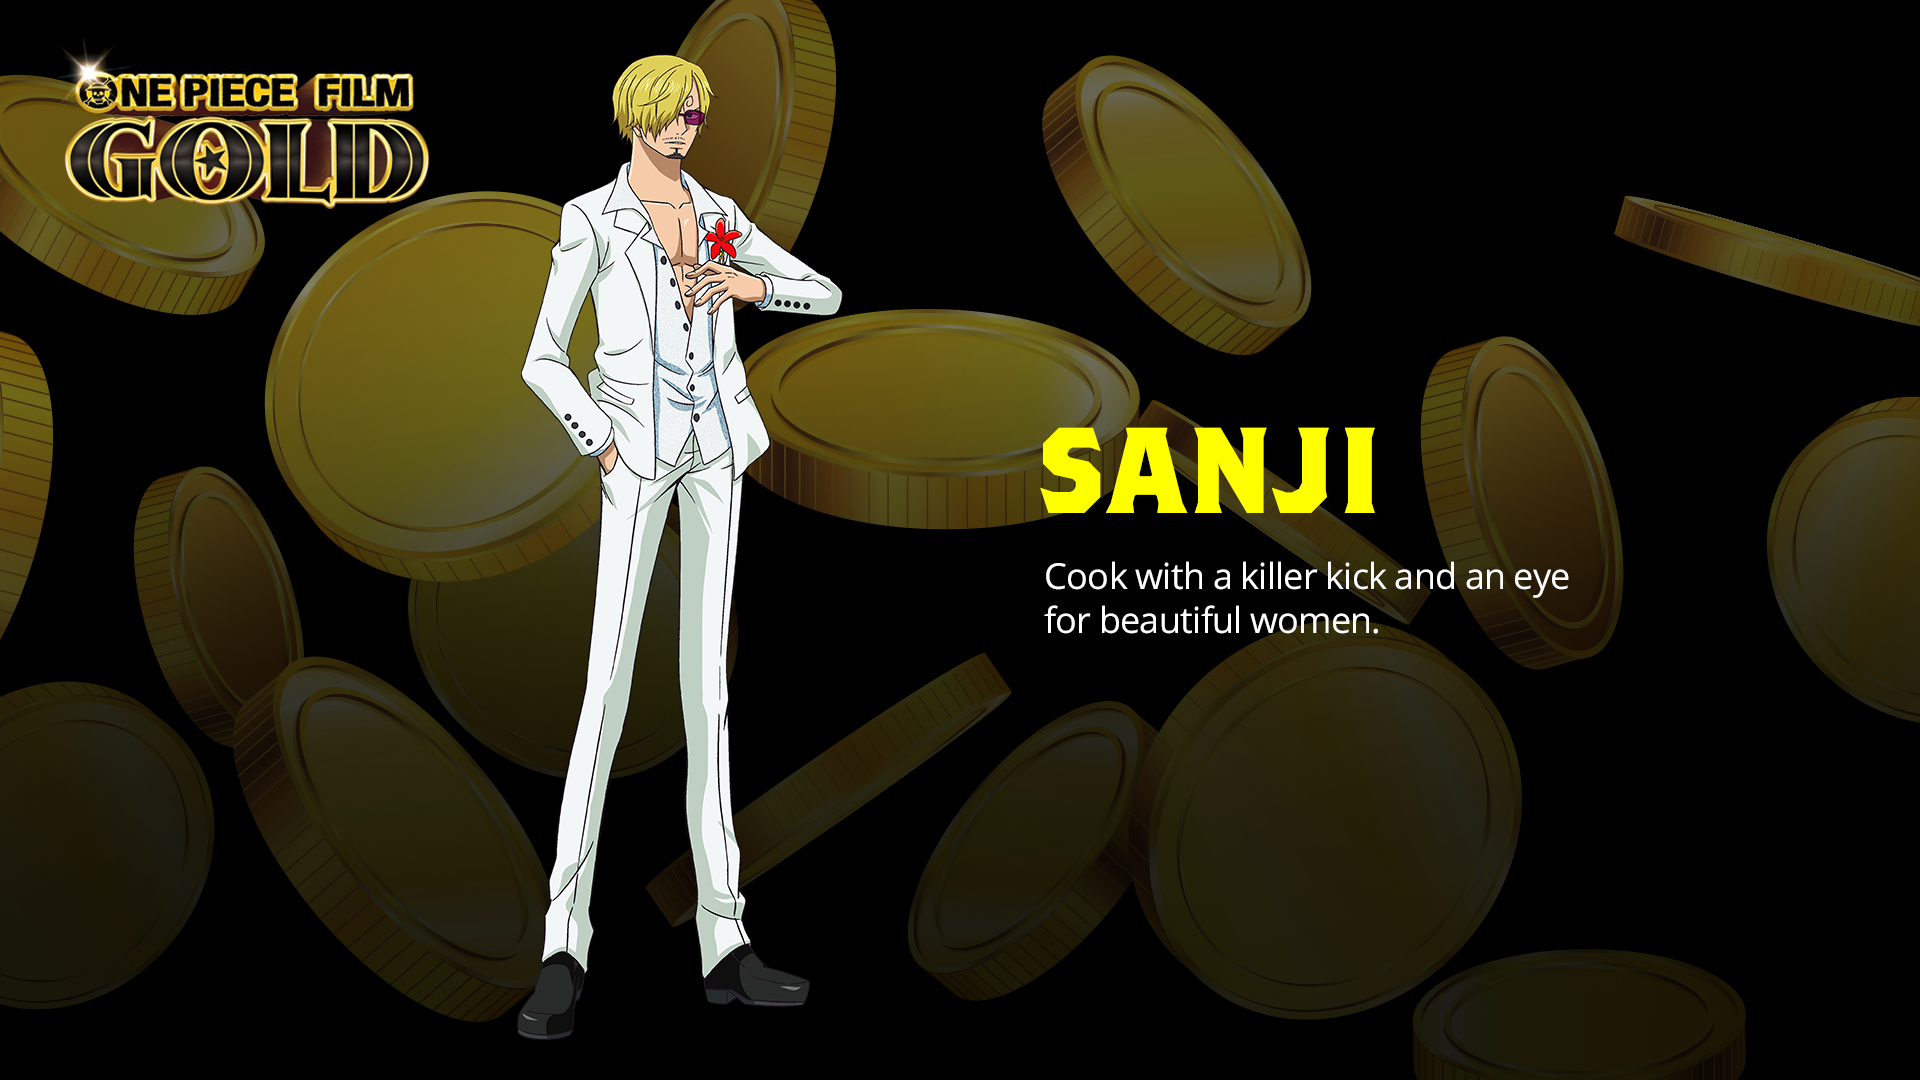 ONE PIECE FILM
GOLD
SANJI
Cook with a killer kick and an eye
for beautiful women.